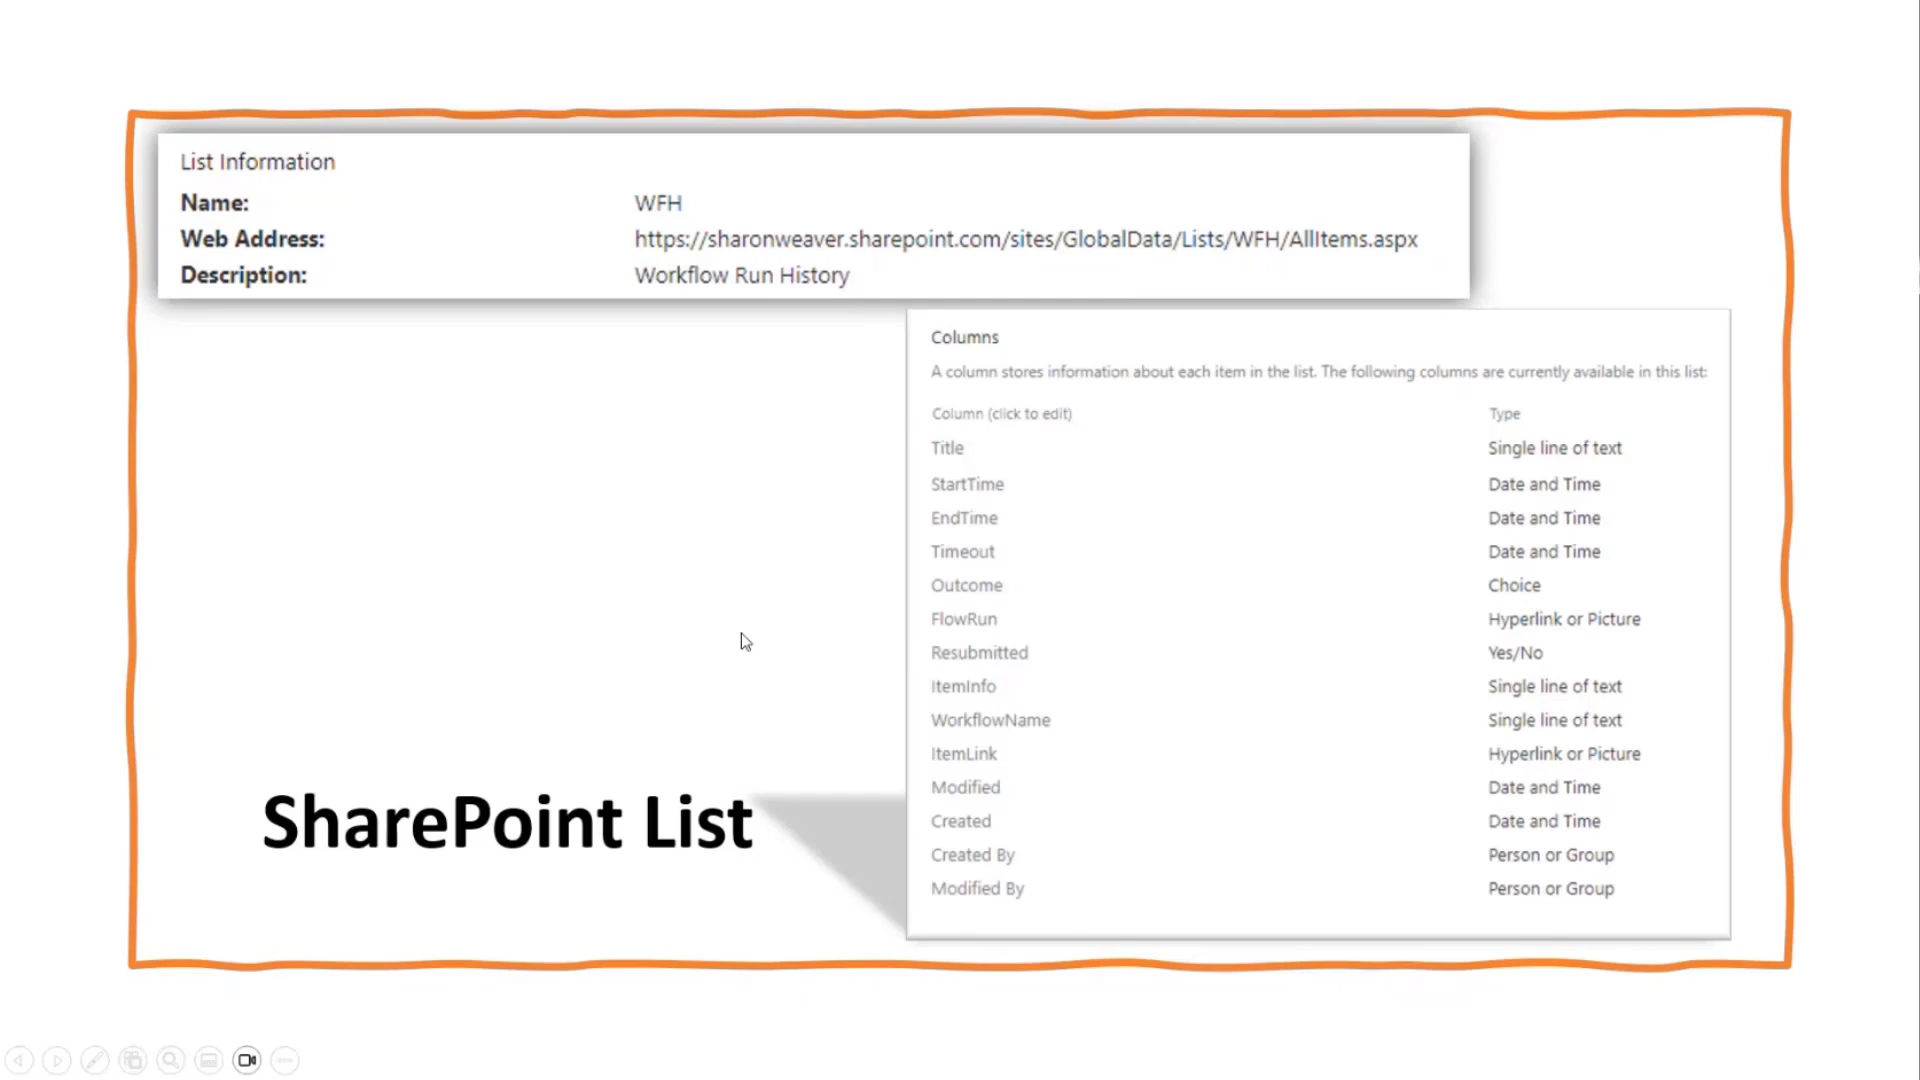 List Information
Name: WFH
Web Address: https://sharonweaver.sharepoint.com/sites/GlobalData/Lists/WFH/AllItems.aspx
Description: Workflow Run History
Columns
A column stores information about each item in the list. The following columns are currently available in this list:
Column (click to edit) Type
Title Single line of text
StartTime Date and Time
EndTime Date and Time
Timeout Date and Time
Outcome Choice
FlowRun Hyperlink or Picture
Resubmitted Yes/No
ItemInfo Single line of text
WorkflowName Single line of text
ItemLink Hyperlink or Picture
Modified Date and Time
Created Date and Time
Created By Person or Group
Modified By Person or Group
SharePoint List